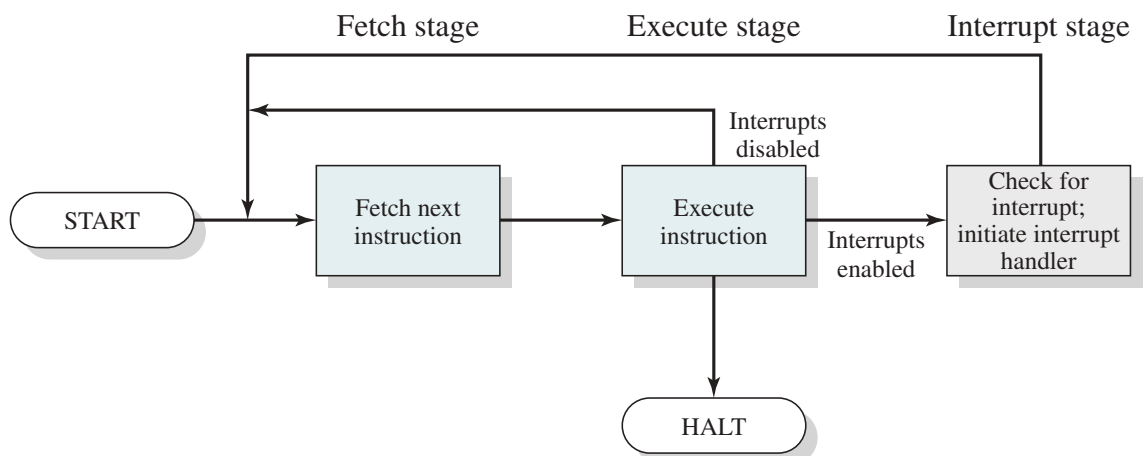 Fetch stage
Execute stage
Interrupt stage
Interrupts
disabled
START
Fetch next
instruction
Execute
instruction
Interrupts
enabled
Check for
interrupt;
initiate interrupt
handler
HALT